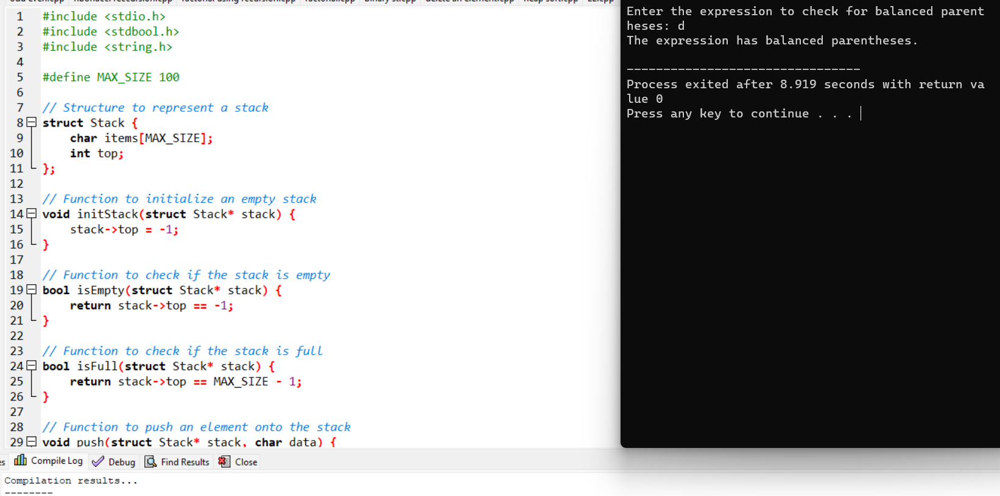 1 #include <stdio.h>
2 #include <stdbool.h>
3 #include <string.h>
4
5 #define MAX_SIZE 100
6
7 // Structure to represent a stack
8 struct Stack {
9 char items[MAX_SIZE];
10 int top;
11 };
12
13 // Function to initialize an empty stack
14 void initStack(struct Stack* stack) {
15 stack->top = -1;
16 }
17
18 // Function to check if the stack is empty
19 bool isEmpty(struct Stack* stack) {
20 return stack->top == -1;
21 }
22
23 // Function to check if the stack is full
24 bool isFull(struct Stack* stack) {
25 return stack->top == MAX_SIZE - 1;
26 }
27
28 // Function to push an element onto the stack
29 void push(struct Stack* stack, char data) {
Compile Log Debug Find Results Close
Compilation results...
--------
Enter the expression to check for balanced parent
heses: d
The expression has balanced parentheses.
--------------------------------
Process exited after 8.919 seconds with return va
lue 0
Press any key to continue . . .